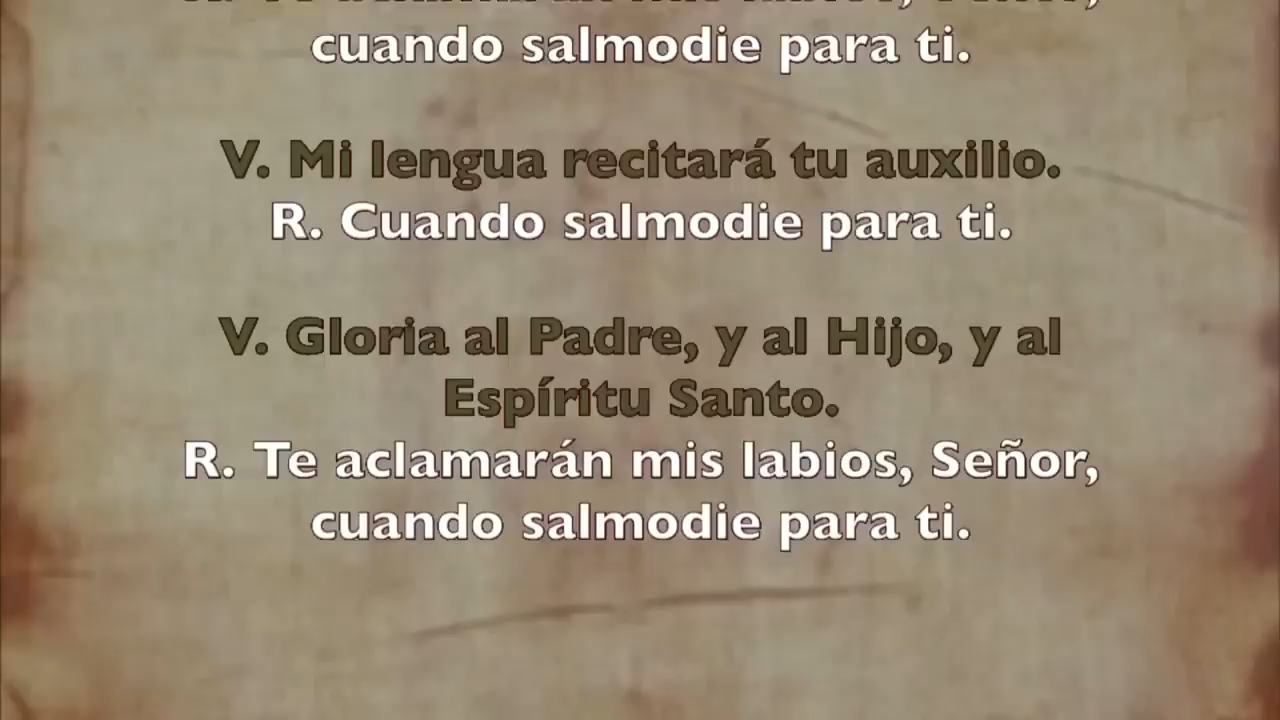 cuando salmodie para ti.
V. Mi lengua recitará tu auxilio.
R. Cuando salmodie para ti.
V. Gloria al Padre, y al Hijo, y al
Espíritu Santo.
R. Te aclamarán mis labios, Señor,
cuando salmodie para ti.